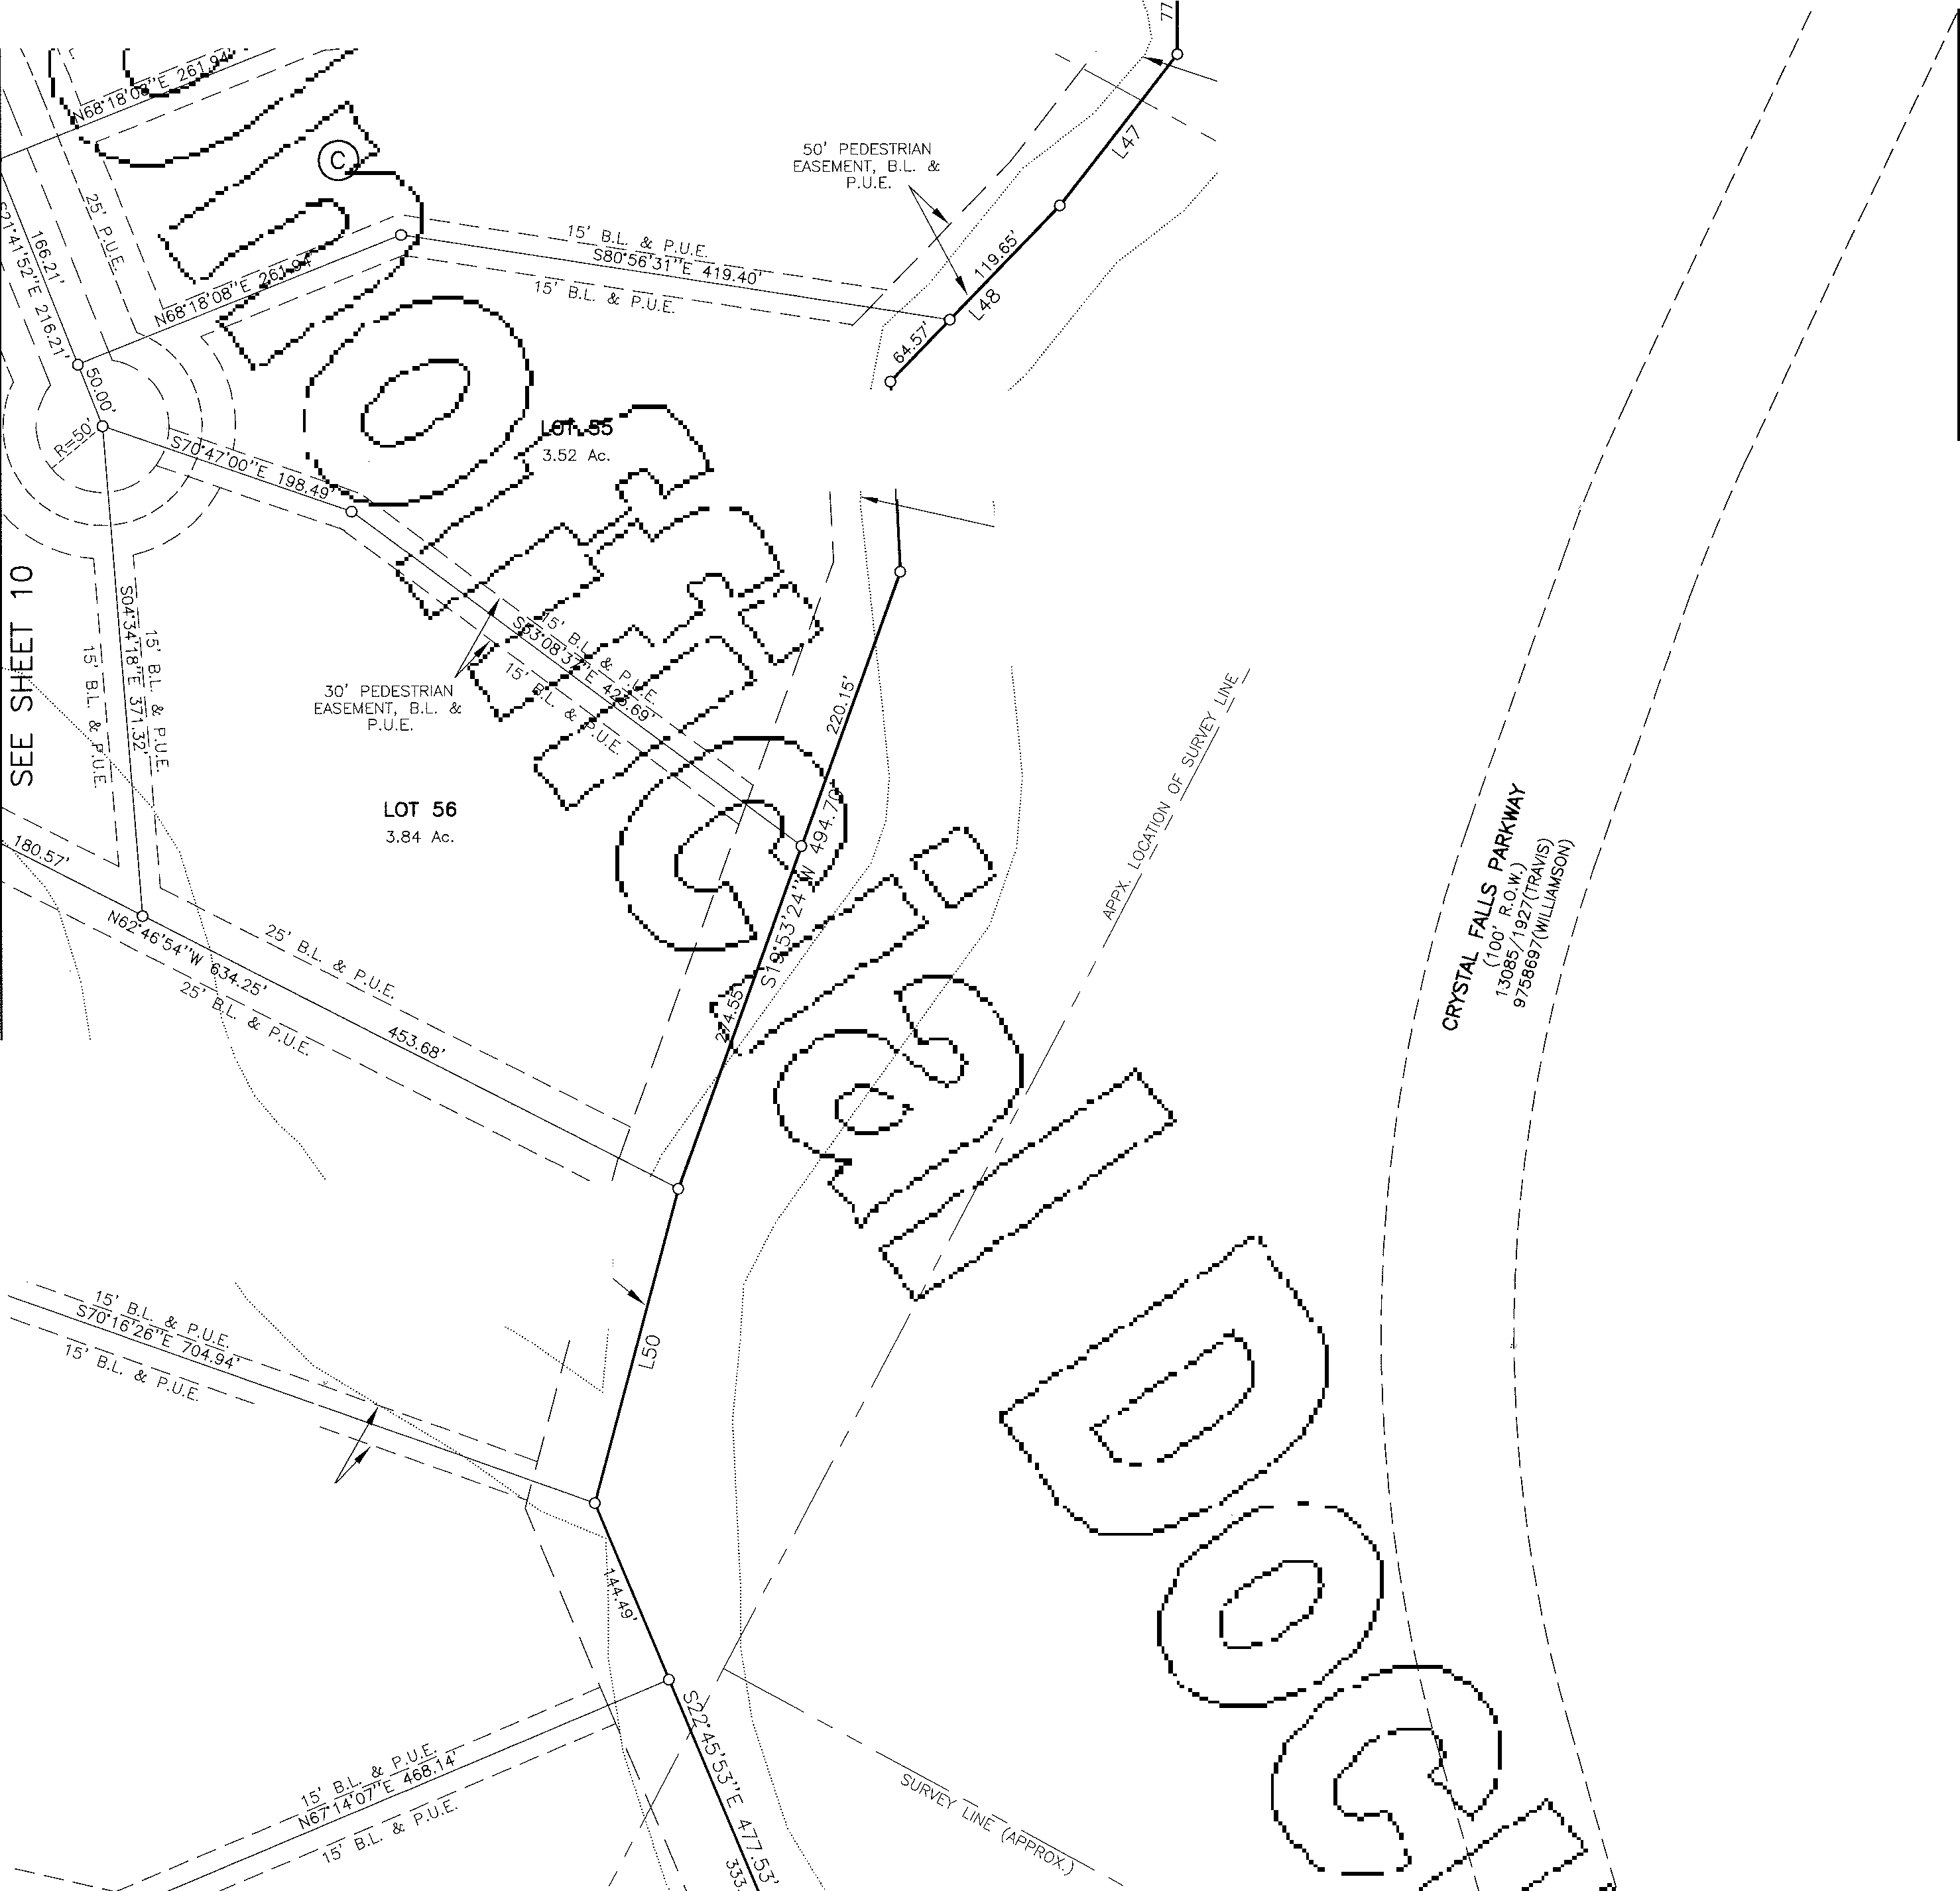 77
N68°18'08"E 261.94'
25' P.U.E.
C
50' PEDESTRIAN
EASEMENT, B.L. &
P.U.E.
L47
S21°41'52"E 216.21'
166.21'
N68°18'08"E 261.94'
15' B.L. & P.U.E.
S80°56'31"E 419.40'
15' B.L. & P.U.E.
119.65'
L48
64.57'
50.00'
R=50'
S70°47'00"E 198.49'
LOT 55
3.52 Ac.
SEE SHEET 10
S04°34'18"E 371.32'
15' B.L. & P.U.E.
15' B.L. & P.U.E.
15' B.L. & P.U.E.
S53°08'37"E 423.69'
15' B.L. & P.U.E.
30' PEDESTRIAN
EASEMENT, B.L. &
P.U.E.
220.15'
LOT 56
3.84 Ac.
S19°53'24"W 494.70'
274.55'
APPX. LOCATION OF SURVEY LINE
CRYSTAL FALLS PARKWAY
(100' R.O.W.)
13085/1927(TRAVIS)
9758697(WILLIAMSON)
180.57'
N62°46'54"W 634.25'
25' B.L. & P.U.E.
25' B.L. & P.U.E.
453.68'
L50
15' B.L. & P.U.E.
S70°16'26"E 704.94'
15' B.L. & P.U.E.
144.49'
S22°45'53"E 477.53'
333.
15' B.L. & P.U.E.
N67°14'07"E 468.14'
15' B.L. & P.U.E.
SURVEY LINE (APPROX.)
Unofficial Doc